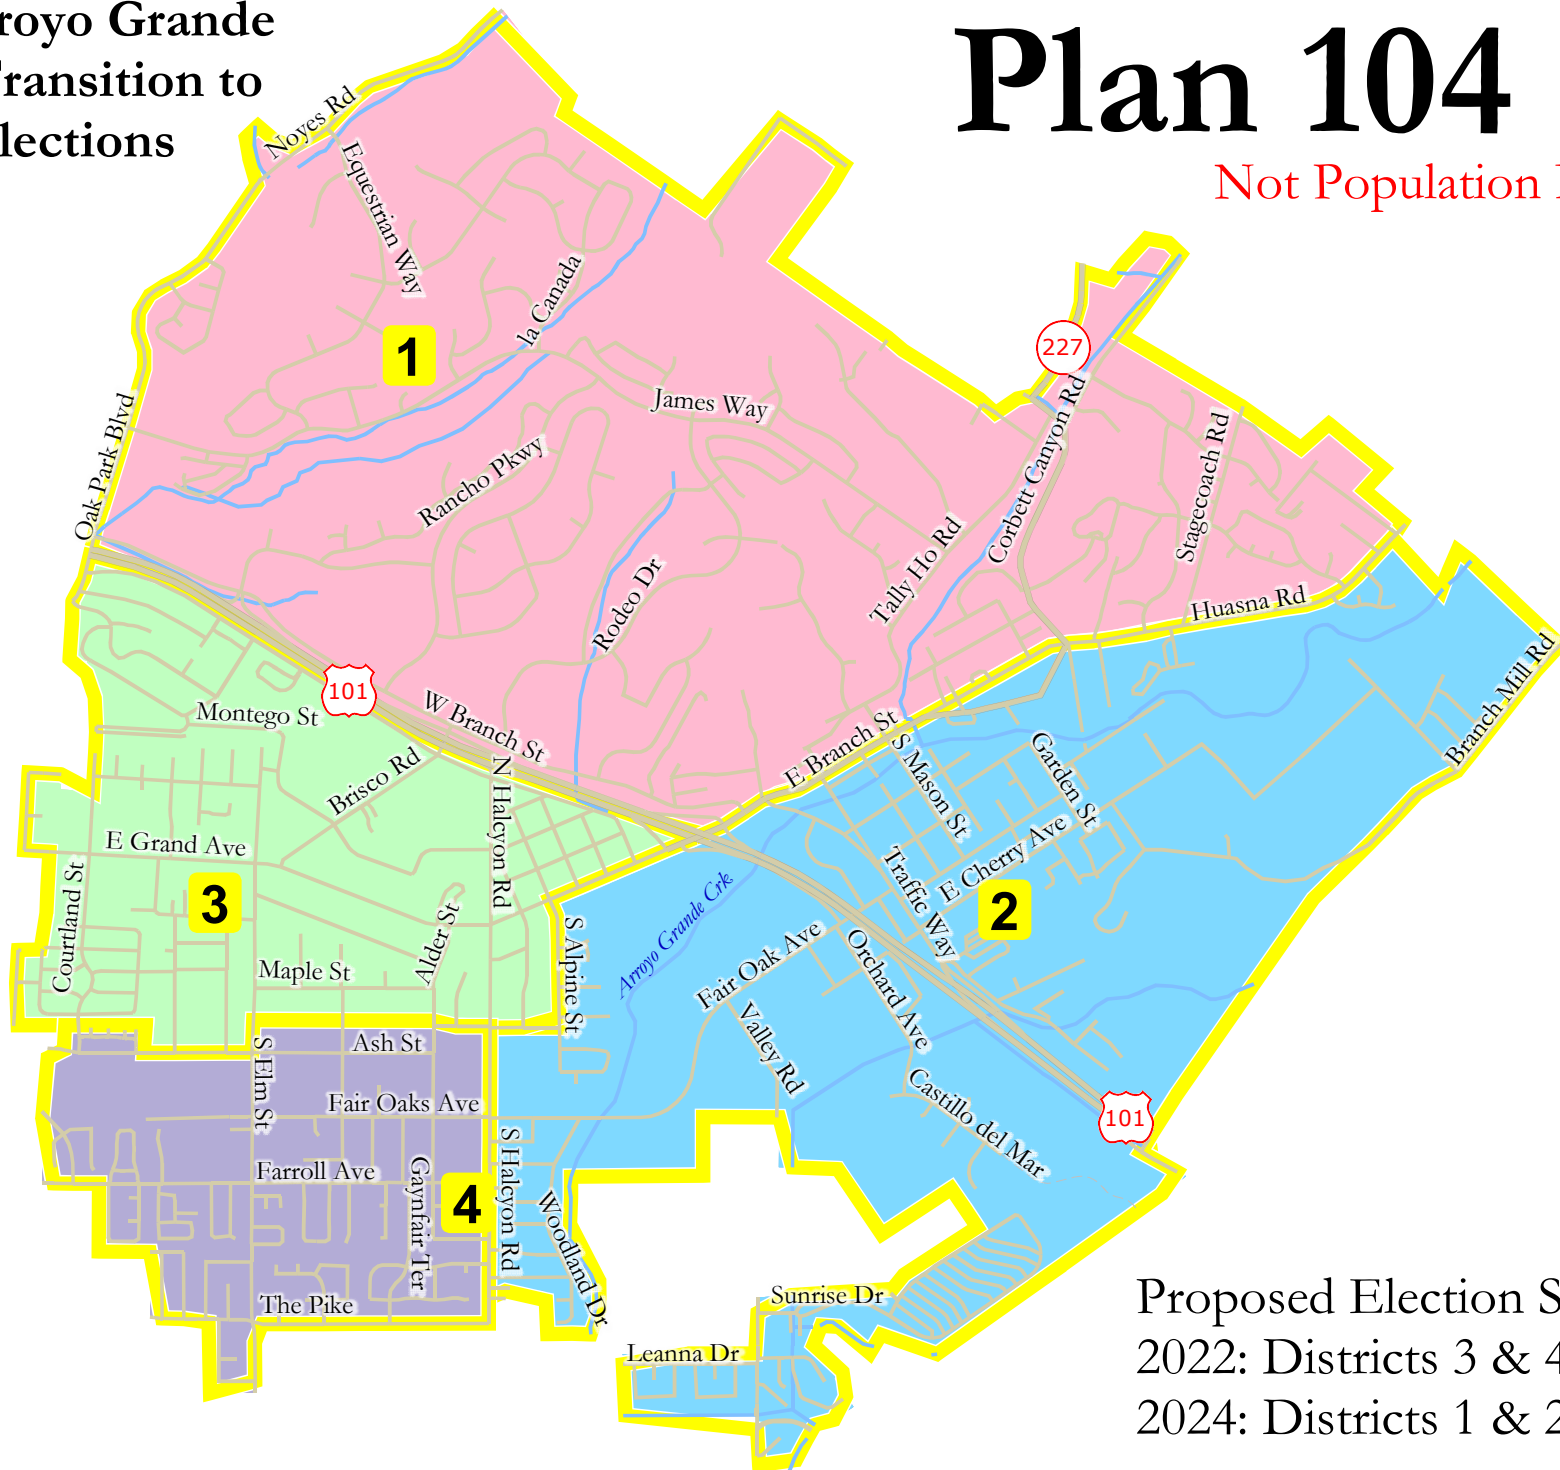 royo Grande
Transition to
lections
Plan 104
Not Population
Noyes Rd
Equestrian Way
la Canada
1
227
James Way
Oak Park Blvd
Rancho Pkwy
Corbett Canyon Rd
Stagecoach Rd
Tally Ho Rd
Rodeo Dr
Huasna Rd
101
Montego St
W Branch St
Branch Mill Rd
E Branch St
S Mason St
Garden St
Brisco Rd
N Halcyon Rd
E Grand Ave
E Cherry Ave
Traffic Way
3
2
Courtland St
Alder St
Arroyo Grande Crk
S Alpine St
Fair Oak Ave
Orchard Ave
Maple St
Valley Rd
Ash St
S Elm St
Fair Oaks Ave
Castillo del Mar
101
Farroll Ave
Gaynfair Ter
4
S Halcyon Rd
Woodland Dr
The Pike
Sunrise Dr
Leanna Dr
Proposed Election S
2022: Districts 3 & 4
2024: Districts 1 & 2